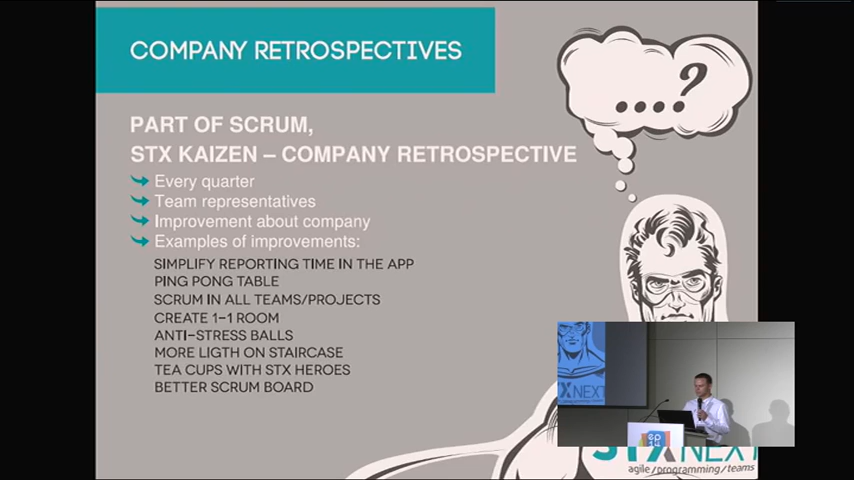 COMPANY RETROSPECTIVES
....?
PART OF SCRUM,
STX KAIZEN – COMPANY RETROSPECTIVE
Every quarter
Team representatives
Improvement about company
Examples of improvements:
SIMPLIFY REPORTING TIME IN THE APP
PING PONG TABLE
SCRUM IN ALL TEAMS/PROJECTS
CREATE 1-1 ROOM
ANTI-STRESS BALLS
MORE LIGTH ON STAIRCASE
TEA CUPS WITH STX HEROES
BETTER SCRUM BOARD
X NEXT
STX NEXT
agile/programming/teams